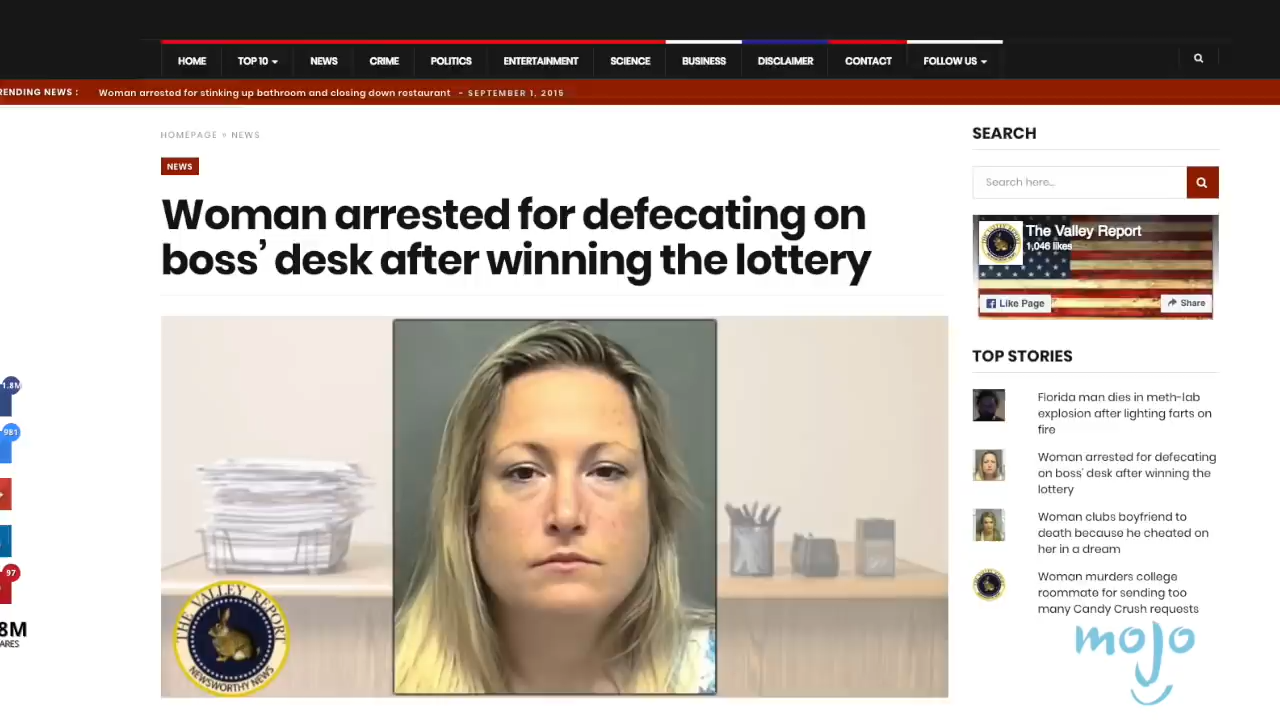 HOME TOP 10 NEWS CRIME POLITICS ENTERTAINMENT SCIENCE BUSINESS DISCLAIMER CONTACT FOLLOW US
RENDING NEWS : Woman arrested for stinking up bathroom and closing down restaurant - SEPTEMBER 1, 2015
HOMEPAGE » NEWS
NEWS
Woman arrested for defecating on
boss’ desk after winning the lottery
THE VALLEY REPORT
NEWSWORTHY NEWS
1.8M
981
97
8M
ARES
SEARCH
Search here...
The Valley Report
1,046 likes
Like Page Share
TOP STORIES
Florida man dies in meth-lab
explosion after lighting farts on
fire
Woman arrested for defecating
on boss’ desk after winning the
lottery
Woman clubs boyfriend to
death because he cheated on
her in a dream
Woman murders college
roommate for sending too
many Candy Crush requests
mojo